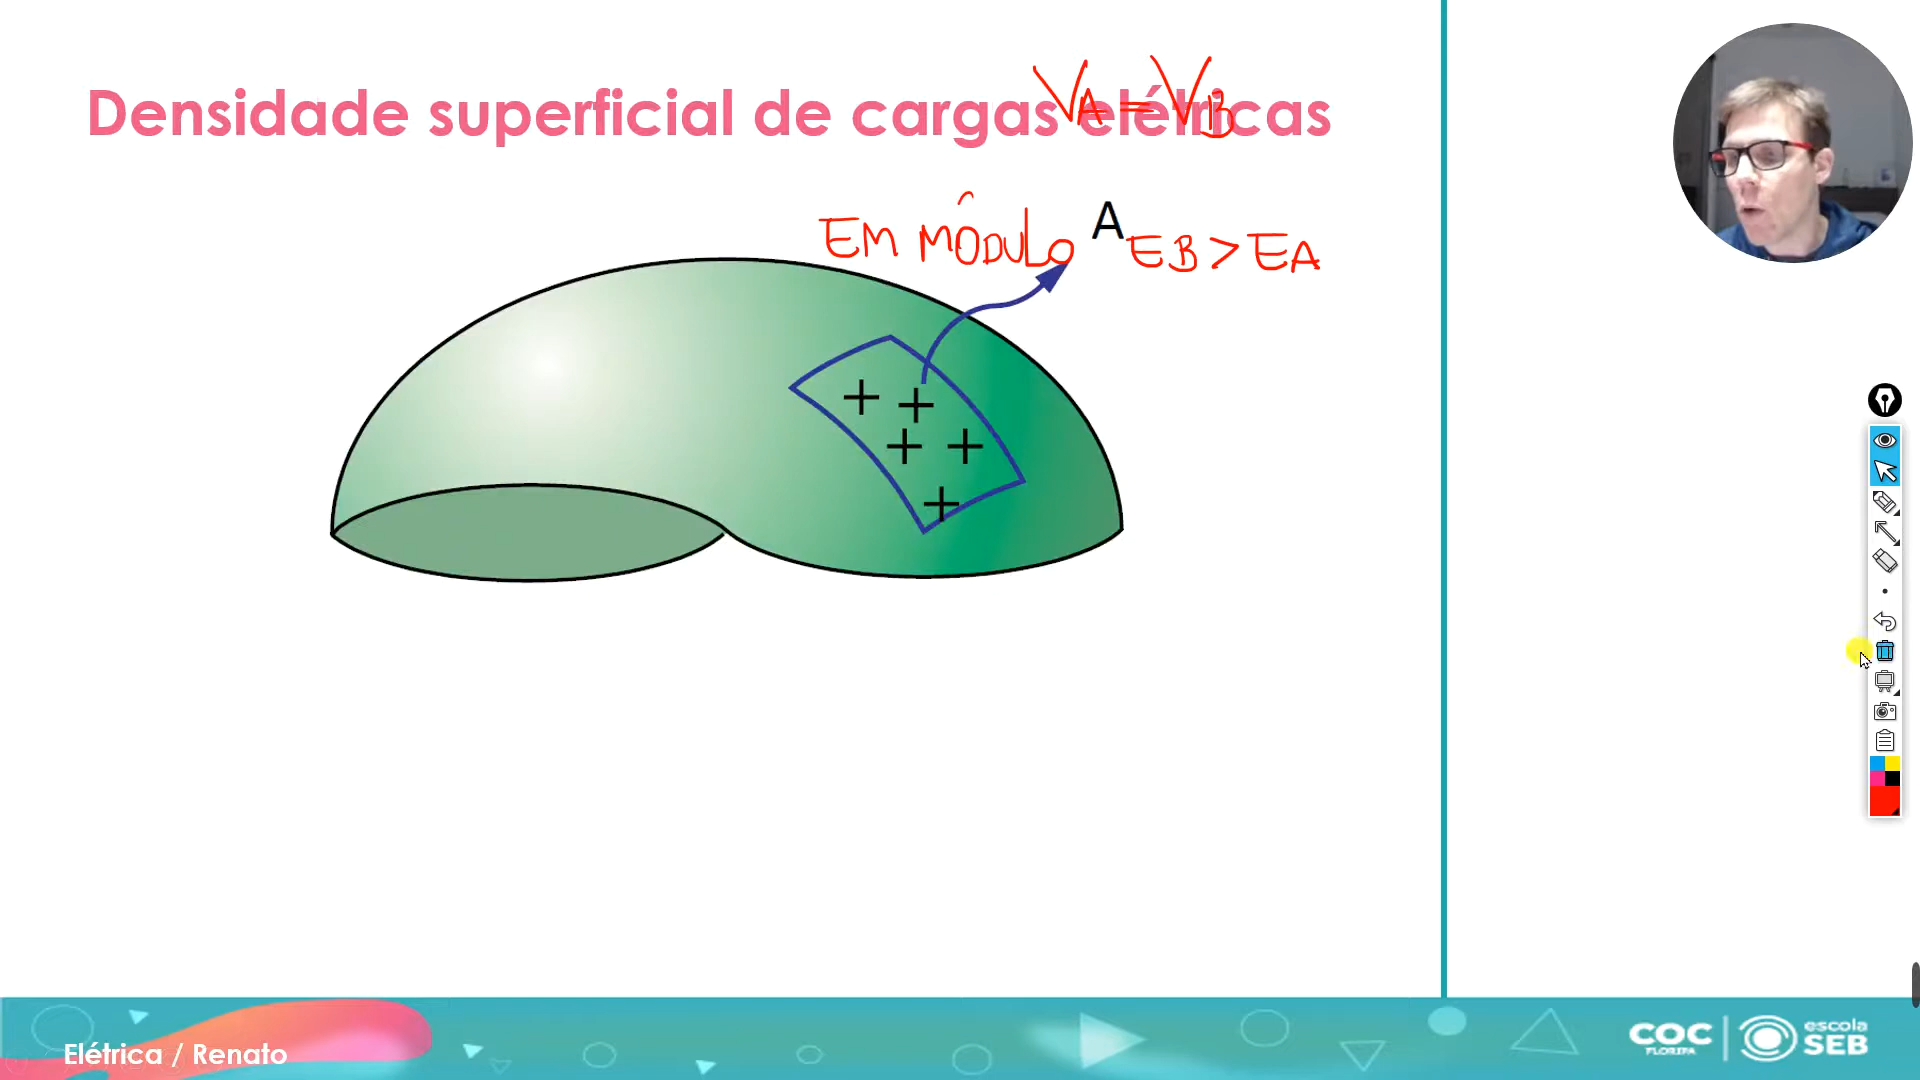 VA = VB
Densidade superficial de cargas elétricas
EM MÓDULO EB > EA
A
+ +
+ +
+
Elétrica / Renato
COC
FLORIPA
escola
SEB